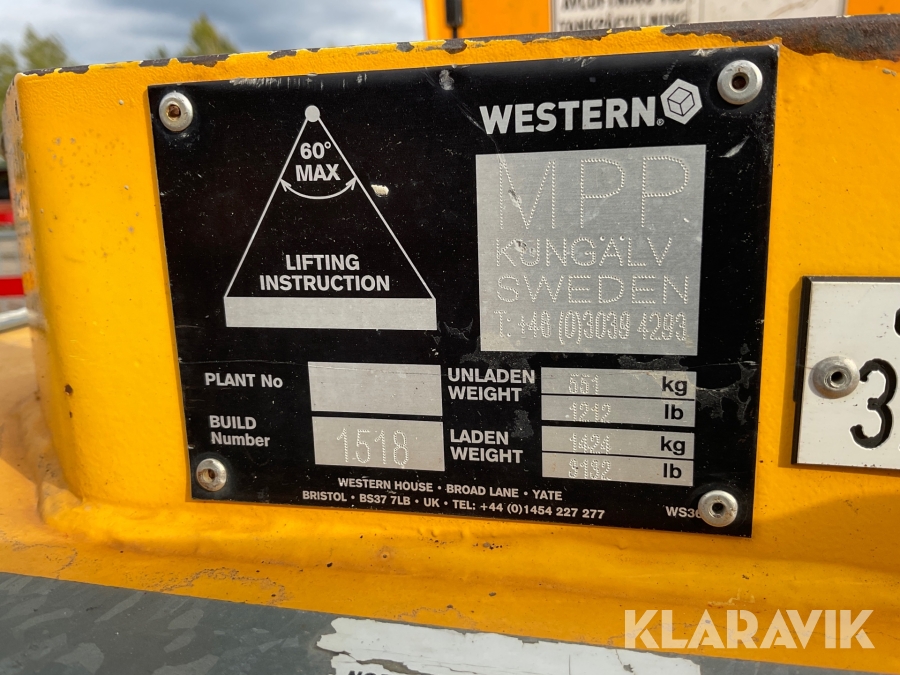 WESTERN®
60°
MAX
LIFTING
INSTRUCTION
MPP
KUNGÄLV
SWEDEN
T: +46 (0)3039 4293
PLANT No
BUILD
Number
1518
UNLADEN
WEIGHT
551 kg
1212 lb
LADEN
WEIGHT
1424 kg
lb
WESTERN HOUSE · BROAD LANE · YATE
BRISTOL · BS37 7LB · UK · TEL: +44 (0)1454 227 277
3
KLARAVIK